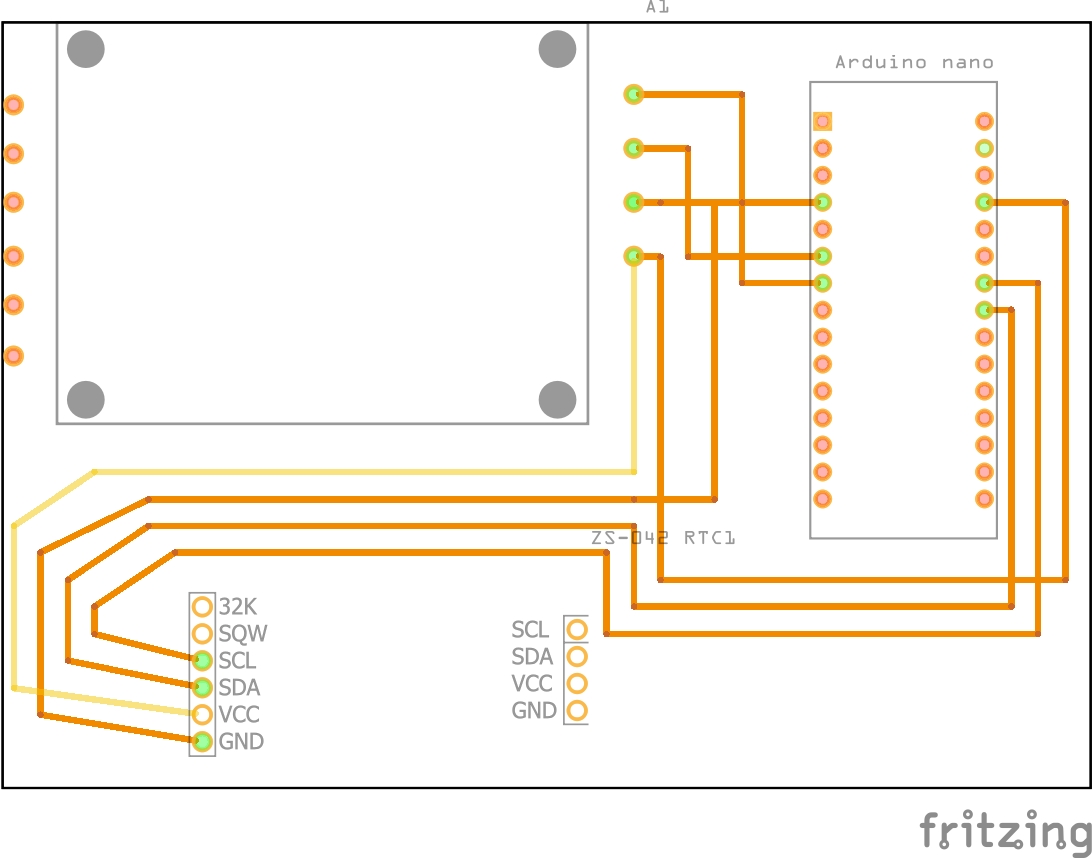 A1
Arduino nano
ZS-042 RTC1
32K
SQW
SCL
SDA
VCC
GND
SCL
SDA
VCC
GND
fritzing